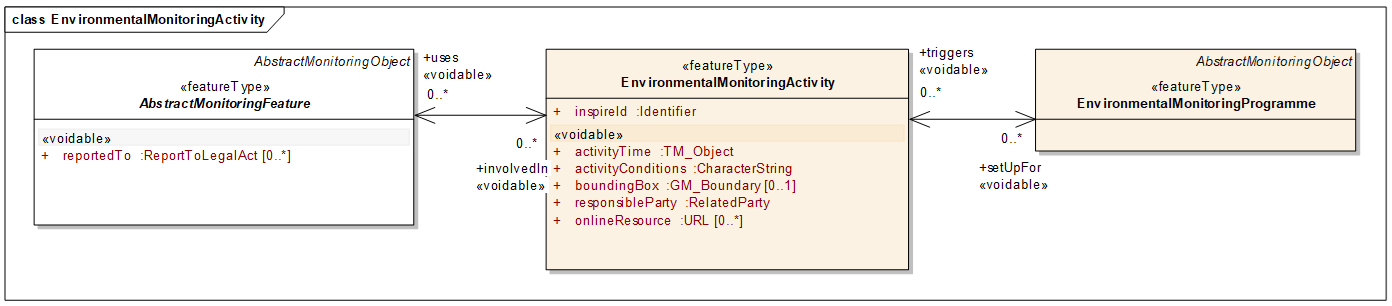 class EnvironmentalMonitoringActivity
AbstractMonitoringObject
«featureType»
AbstractMonitoringFeature
«voidable»
+ reportedTo :ReportToLegalAct [0..*]
+uses
«voidable»
0..*
0..*
+involvedIn
«voidable»
«featureType»
EnvironmentalMonitoringActivity
+ inspireId :Identifier
«voidable»
+ activityTime :TM_Object
+ activityConditions :CharacterString
+ boundingBox :GM_Boundary [0..1]
+ responsibleParty :RelatedParty
+ onlineResource :URL [0..*]
+triggers
«voidable»
0..*
0..*
+setUpFor
«voidable»
AbstractMonitoringObject
«featureType»
EnvironmentalMonitoringProgramme